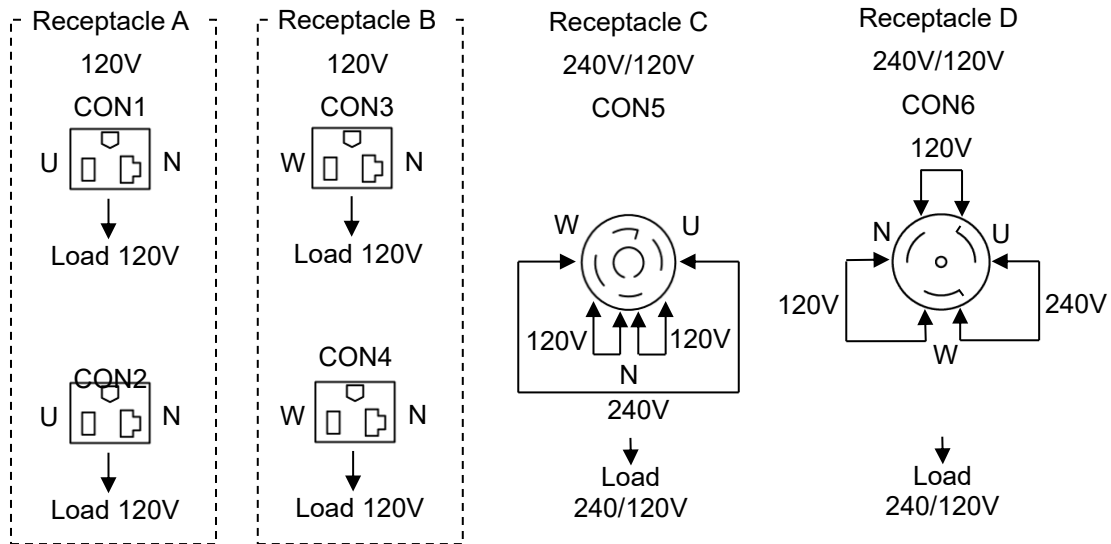 Receptacle A
120V
CON1
U N
Load 120V
CON2
U N
Load 120V
Receptacle B
120V
CON3
W N
Load 120V
CON4
W N
Load 120V
Receptacle C
240V/120V
CON5
W U
120V 120V
N
240V
Load
240/120V
Receptacle D
240V/120V
CON6
120V
N U
120V 240V
W
Load
240/120V